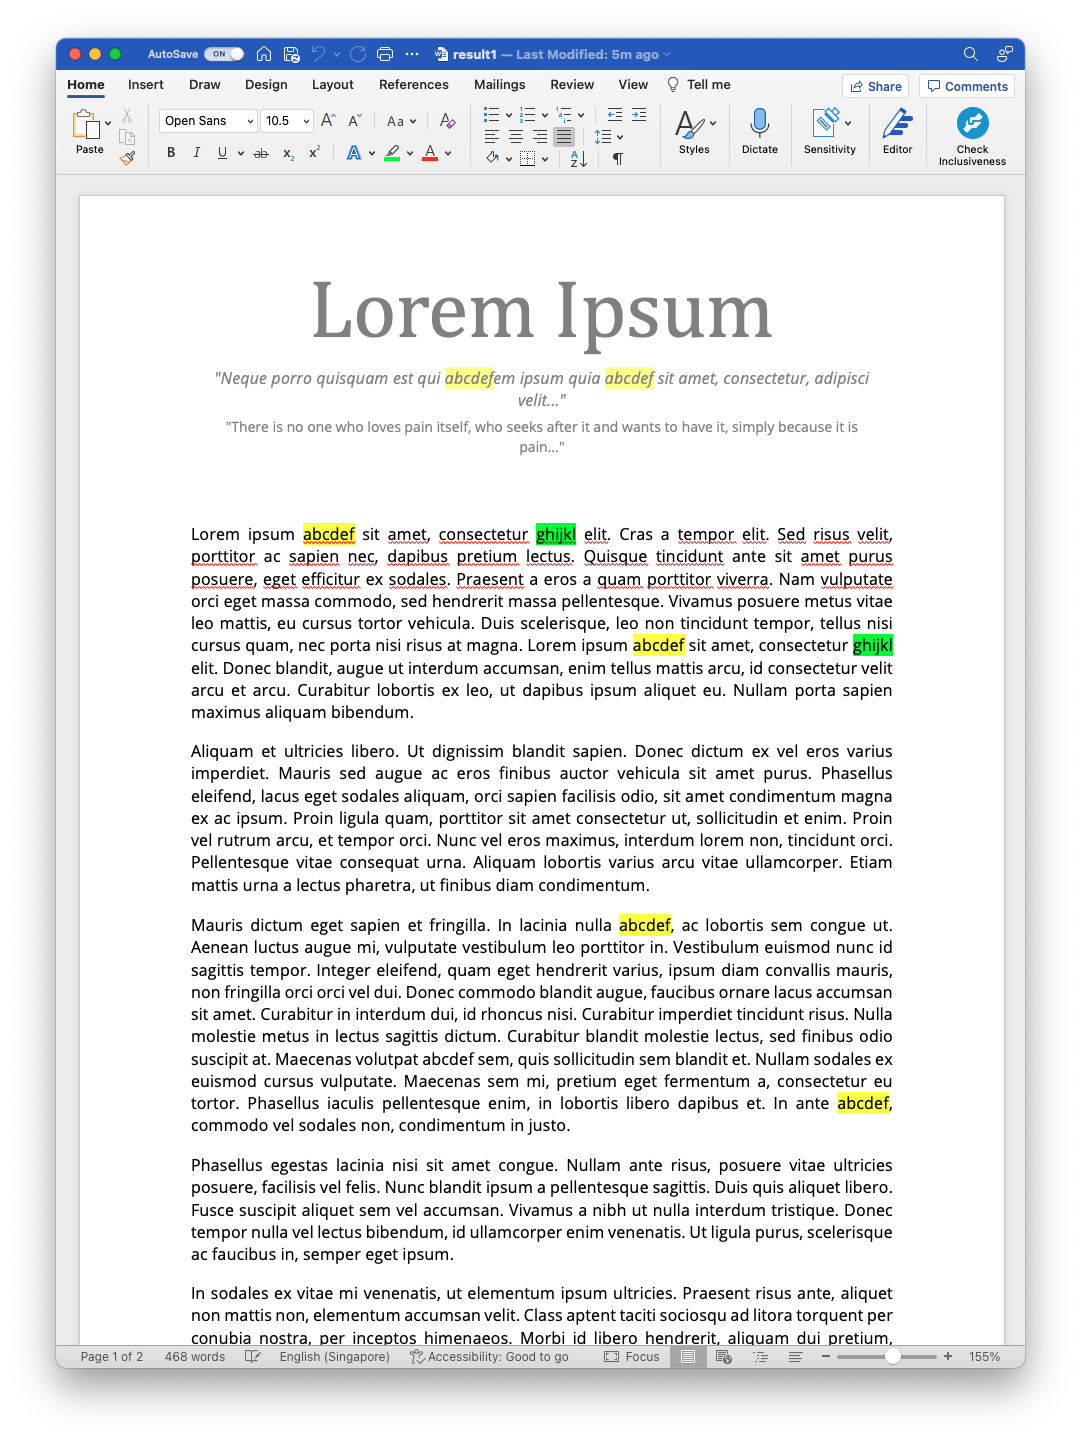 AutoSave ON result1 — Last Modified: 5m ago
Home Insert Draw Design Layout References Mailings Review View Tell me Share Comments
Paste Open Sans 10.5 Aa A Styles Dictate Sensitivity Editor Check Inclusiveness
B I U ab x₂ x² A A A Z ¶
Lorem Ipsum
"Neque porro quisquam est qui abcdefem ipsum quia abcdef sit amet, consectetur, adipisci
velit..."
"There is no one who loves pain itself, who seeks after it and wants to have it, simply because it is
pain..."
Lorem ipsum abcdef sit amet, consectetur ghijkl elit. Cras a tempor elit. Sed risus velit,
porttitor ac sapien nec, dapibus pretium lectus. Quisque tincidunt ante sit amet purus
posuere, eget efficitur ex sodales. Praesent a eros a quam porttitor viverra. Nam vulputate
orci eget massa commodo, sed hendrerit massa pellentesque. Vivamus posuere metus vitae
leo mattis, eu cursus tortor vehicula. Duis scelerisque, leo non tincidunt tempor, tellus nisi
cursus quam, nec porta nisi risus at magna. Lorem ipsum abcdef sit amet, consectetur ghijkl
elit. Donec blandit, augue ut interdum accumsan, enim tellus mattis arcu, id consectetur velit
arcu et arcu. Curabitur lobortis ex leo, ut dapibus ipsum aliquet eu. Nullam porta sapien
maximus aliquam bibendum.
Aliquam et ultricies libero. Ut dignissim blandit sapien. Donec dictum ex vel eros varius
imperdiet. Mauris sed augue ac eros finibus auctor vehicula sit amet purus. Phasellus
eleifend, lacus eget sodales aliquam, orci sapien facilisis odio, sit amet condimentum magna
ex ac ipsum. Proin ligula quam, porttitor sit amet consectetur ut, sollicitudin et enim. Proin
vel rutrum arcu, et tempor orci. Nunc vel eros maximus, interdum lorem non, tincidunt orci.
Pellentesque vitae consequat urna. Aliquam lobortis varius arcu vitae ullamcorper. Etiam
mattis urna a lectus pharetra, ut finibus diam condimentum.
Mauris dictum eget sapien et fringilla. In lacinia nulla abcdef, ac lobortis sem congue ut.
Aenean luctus augue mi, vulputate vestibulum leo porttitor in. Vestibulum euismod nunc id
sagittis tempor. Integer eleifend, quam eget hendrerit varius, ipsum diam convallis mauris,
non fringilla orci orci vel dui. Donec commodo blandit augue, faucibus ornare lacus accumsan
sit amet. Curabitur in interdum dui, id rhoncus nisi. Curabitur imperdiet tincidunt risus. Nulla
molestie metus in lectus sagittis dictum. Curabitur blandit molestie lectus, sed finibus odio
suscipit at. Maecenas volutpat abcdef sem, quis sollicitudin sem blandit et. Nullam sodales ex
euismod cursus vulputate. Maecenas sem mi, pretium eget fermentum a, consectetur eu
tortor. Phasellus iaculis pellentesque enim, in lobortis libero dapibus et. In ante abcdef,
commodo vel sodales non, condimentum in justo.
Phasellus egestas lacinia nisi sit amet congue. Nullam ante risus, posuere vitae ultricies
posuere, facilisis vel felis. Nunc blandit ipsum a pellentesque sagittis. Duis quis aliquet libero.
Fusce suscipit aliquet sem vel accumsan. Vivamus a nibh ut nulla interdum tristique. Donec
tempor nulla vel lectus bibendum, id ullamcorper enim venenatis. Ut ligula purus, scelerisque
ac faucibus in, semper eget ipsum.
In sodales ex vitae mi venenatis, ut elementum ipsum ultricies. Praesent risus ante, aliquet
non mattis non, elementum accumsan velit. Class aptent taciti sociosqu ad litora torquent per
conubia nostra, per inceptos himenaeos. Morbi id libero hendrerit, aliquam dui pretium,
Page 1 of 2 468 words English (Singapore) Accessibility: Good to go Focus 155%